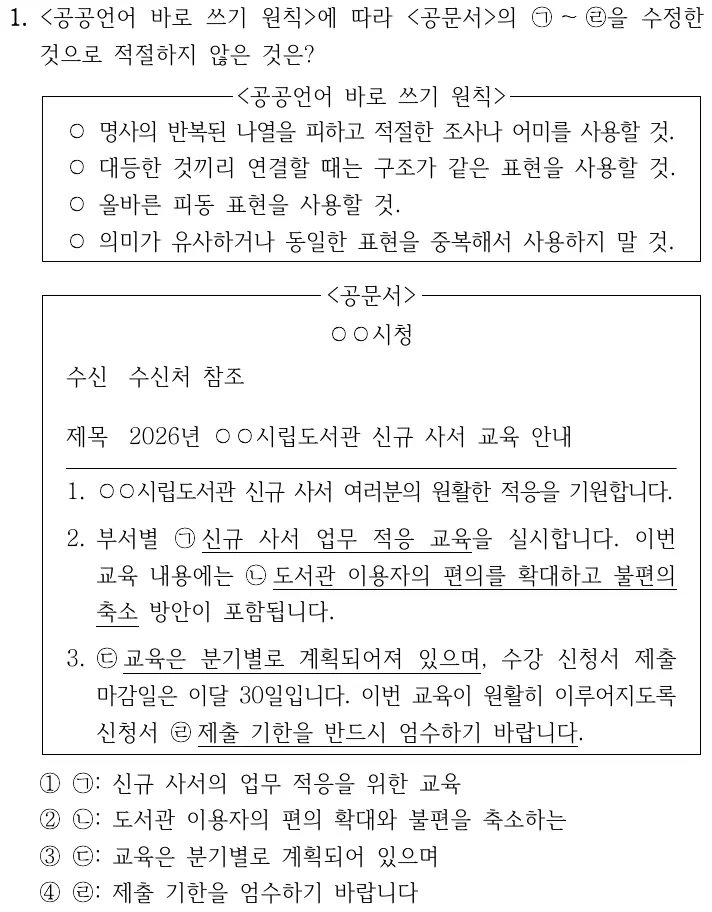 1. <공공언어 바로 쓰기 원칙>에 따라 <공문서>의 ㉠ ~ ㉣을 수정한
것으로 적절하지 않은 것은?
<공공언어 바로 쓰기 원칙>
○ 명사의 반복된 나열을 피하고 적절한 조사나 어미를 사용할 것.
○ 대등한 것끼리 연결할 때는 구조가 같은 표현을 사용할 것.
○ 올바른 피동 표현을 사용할 것.
○ 의미가 유사하거나 동일한 표현을 중복해서 사용하지 말 것.
<공문서>
○○시청
수신 수신처 참조
제목 2026년 ○○시립도서관 신규 사서 교육 안내
1. ○○시립도서관 신규 사서 여러분의 원활한 적응을 기원합니다.
2. 부서별 ㉠ 신규 사서 업무 적응 교육을 실시합니다. 이번
교육 내용에는 ㉡ 도서관 이용자의 편의를 확대하고 불편의
축소 방안이 포함됩니다.
3. ㉢ 교육은 분기별로 계획되어져 있으며, 수강 신청서 제출
마감일은 이달 30일입니다. 이번 교육이 원활히 이루어지도록
신청서 ㉣ 제출 기한을 반드시 엄수하기 바랍니다.
① ㉠: 신규 사서의 업무 적응을 위한 교육
② ㉡: 도서관 이용자의 편의 확대와 불편을 축소하는
③ ㉢: 교육은 분기별로 계획되어 있으며
④ ㉣: 제출 기한을 엄수하기 바랍니다